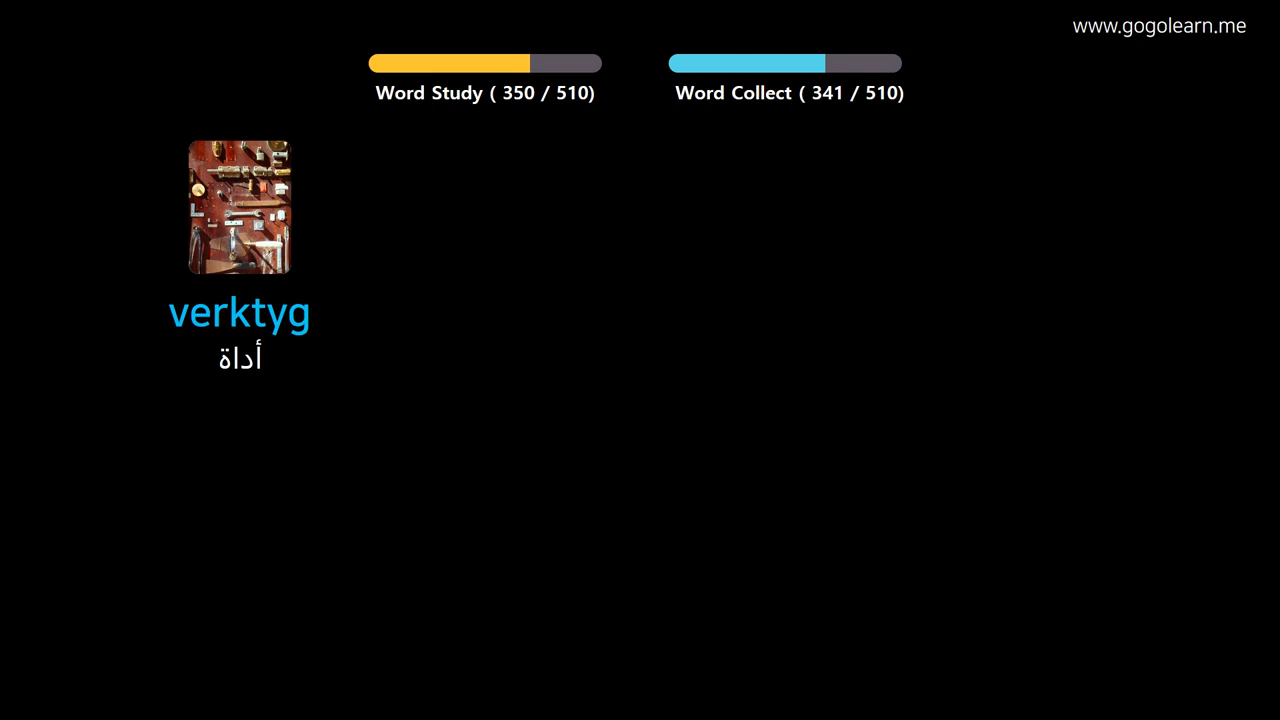 www.gogolearn.me
Word Study ( 350 / 510)
Word Collect ( 341 / 510)
verktyg
أداة